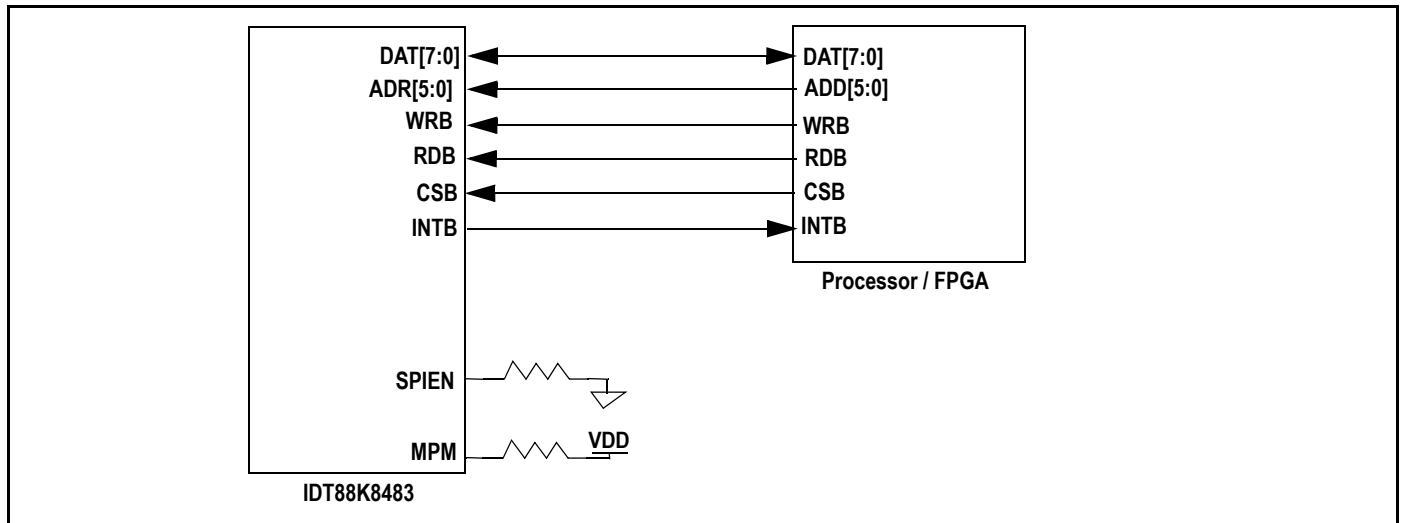 DAT[7:0] DAT[7:0]
ADR[5:0] ADD[5:0]
WRB WRB
RDB RDB
CSB CSB
INTB INTB
Processor / FPGA
SPIEN
MPM VDD
IDT88K8483